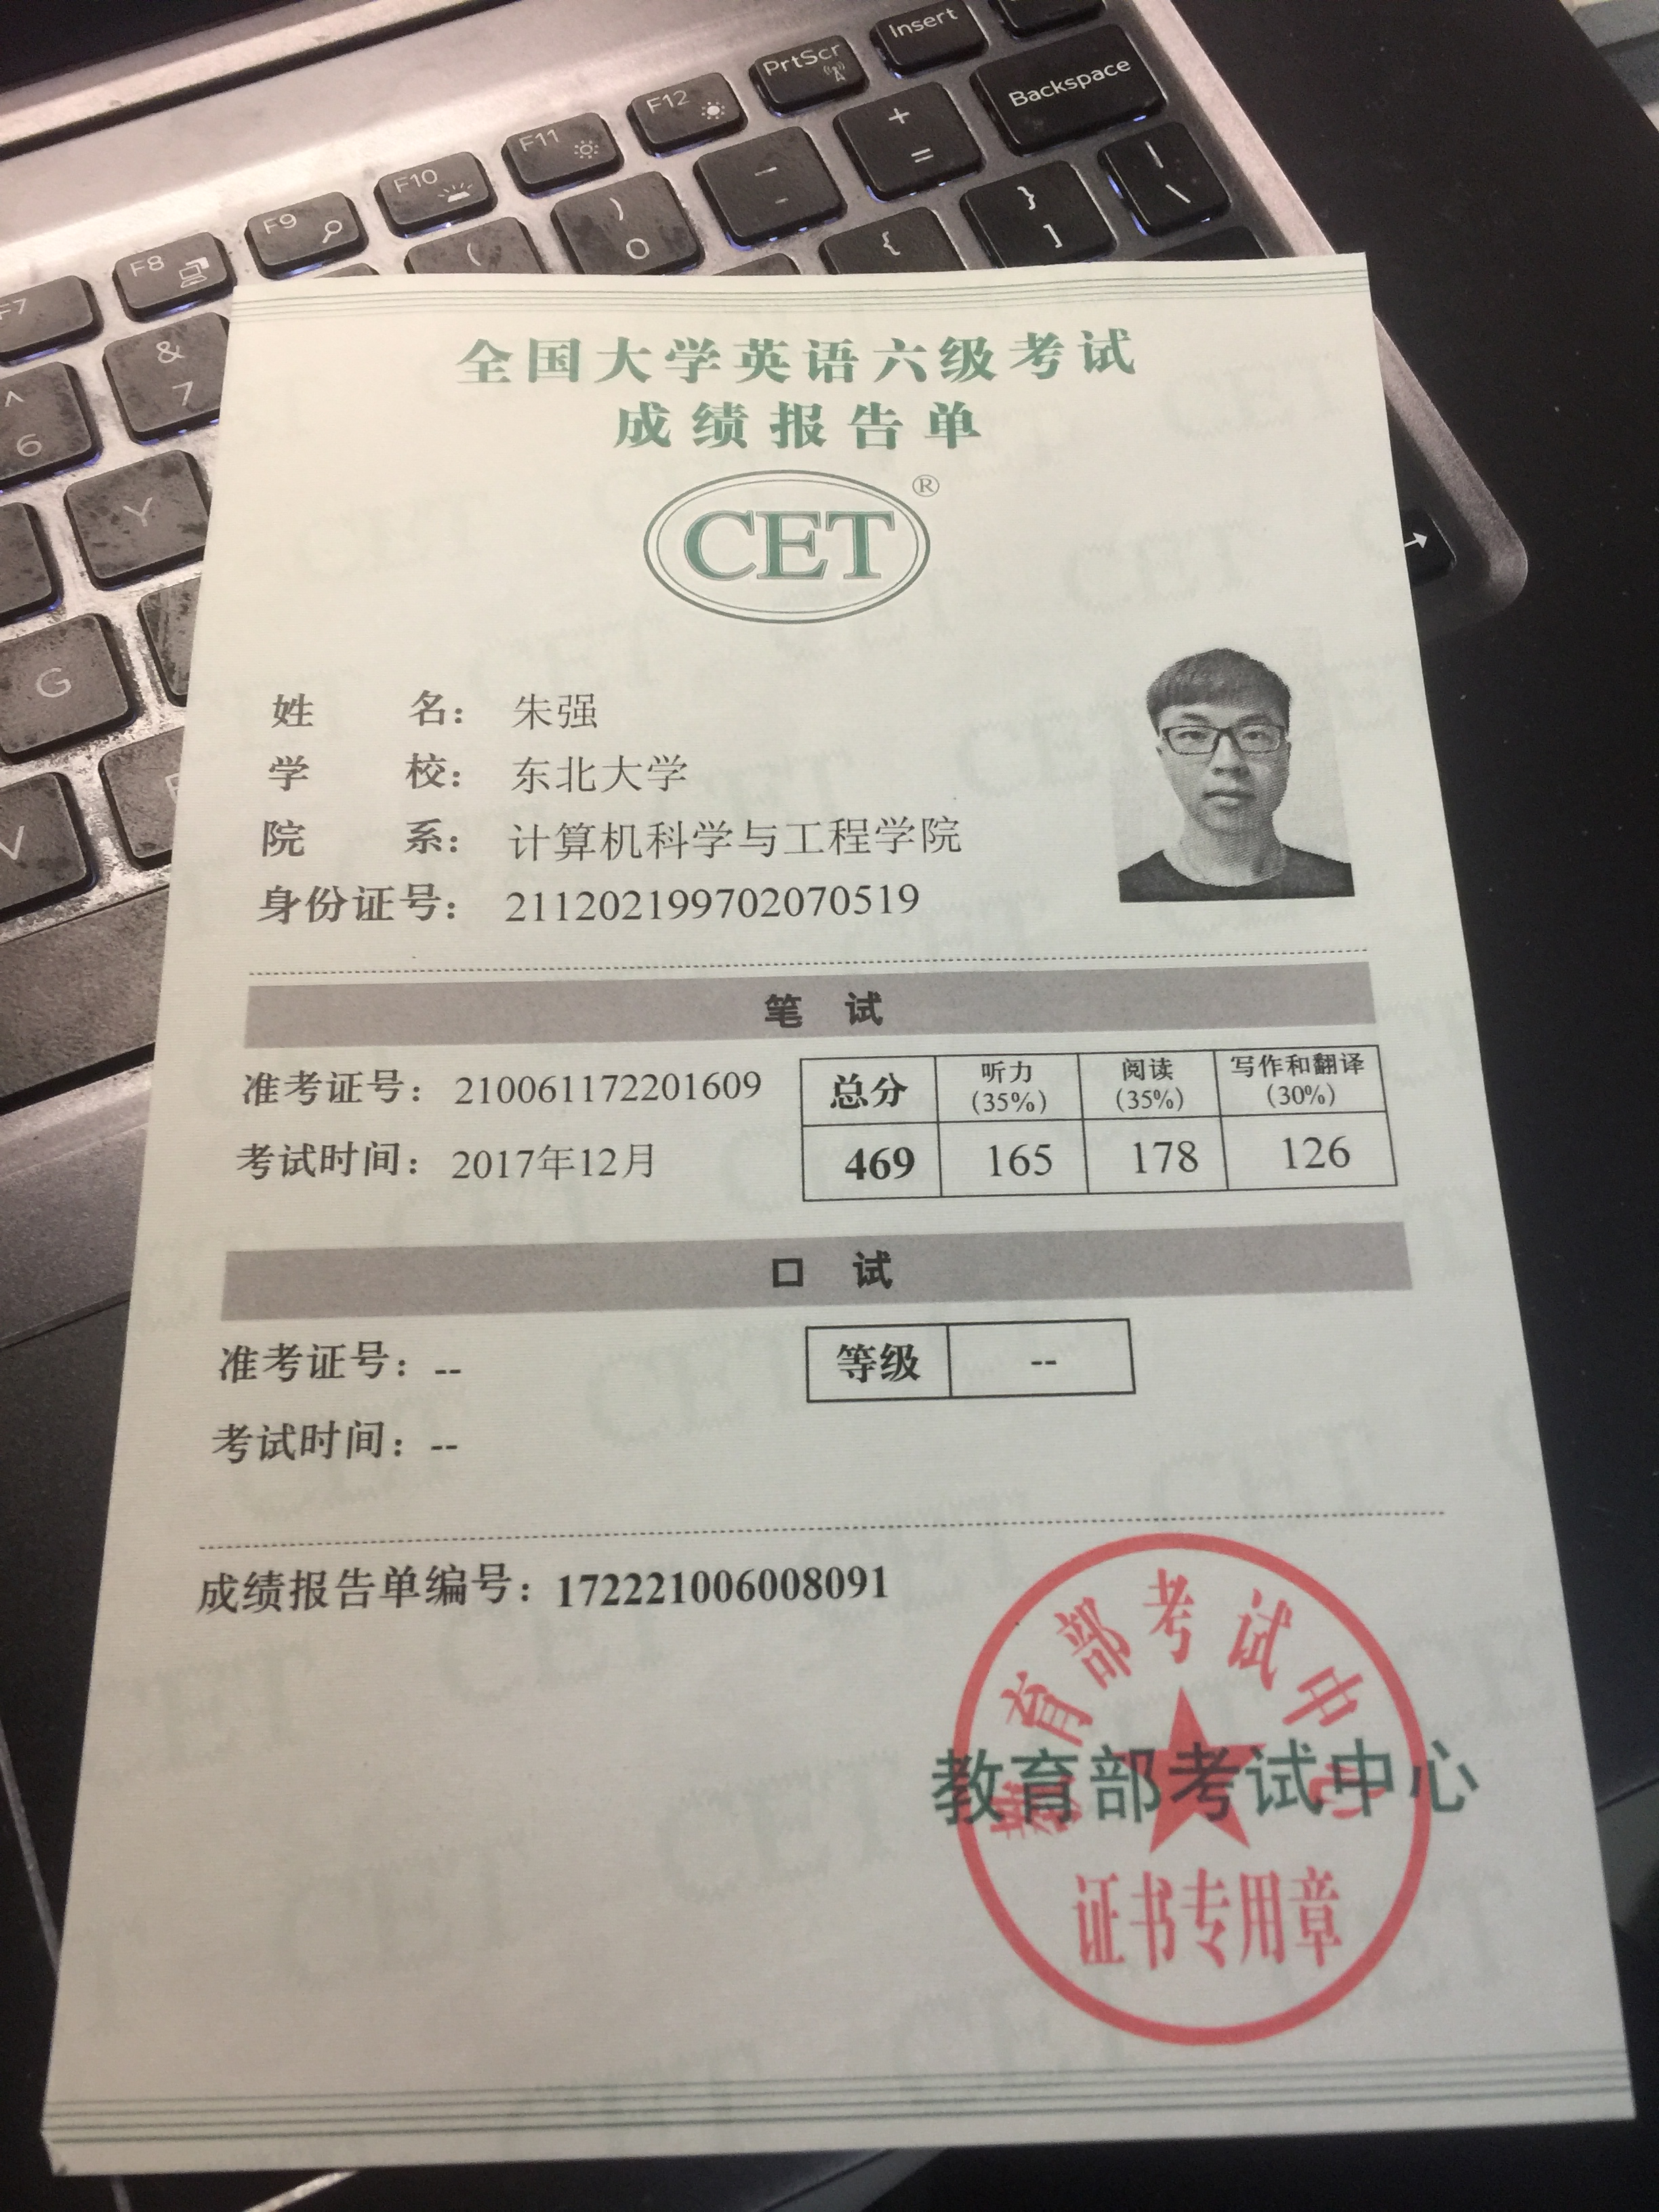 Insert
PrtScr
Backspace
F12
F11
F10
F9
F8
F7
+
=
-
)
0
(
}
]
{
|
\
&
7
^
6
Y
G
V
全国大学英语六级考试
成绩报告单
CET®
姓名：朱强
学校：东北大学
院系：计算机科学与工程学院
身份证号：211202199702070519
笔 试
准考证号：210061172201609
考试时间：2017年12月
总分 听力(35%) 阅读(35%) 写作和翻译(30%)
469 165 178 126
口 试
准考证号：--
等级 --
考试时间：--
成绩报告单编号：172221006008091
教育部考试中心
教育部考试中心
证书专用章